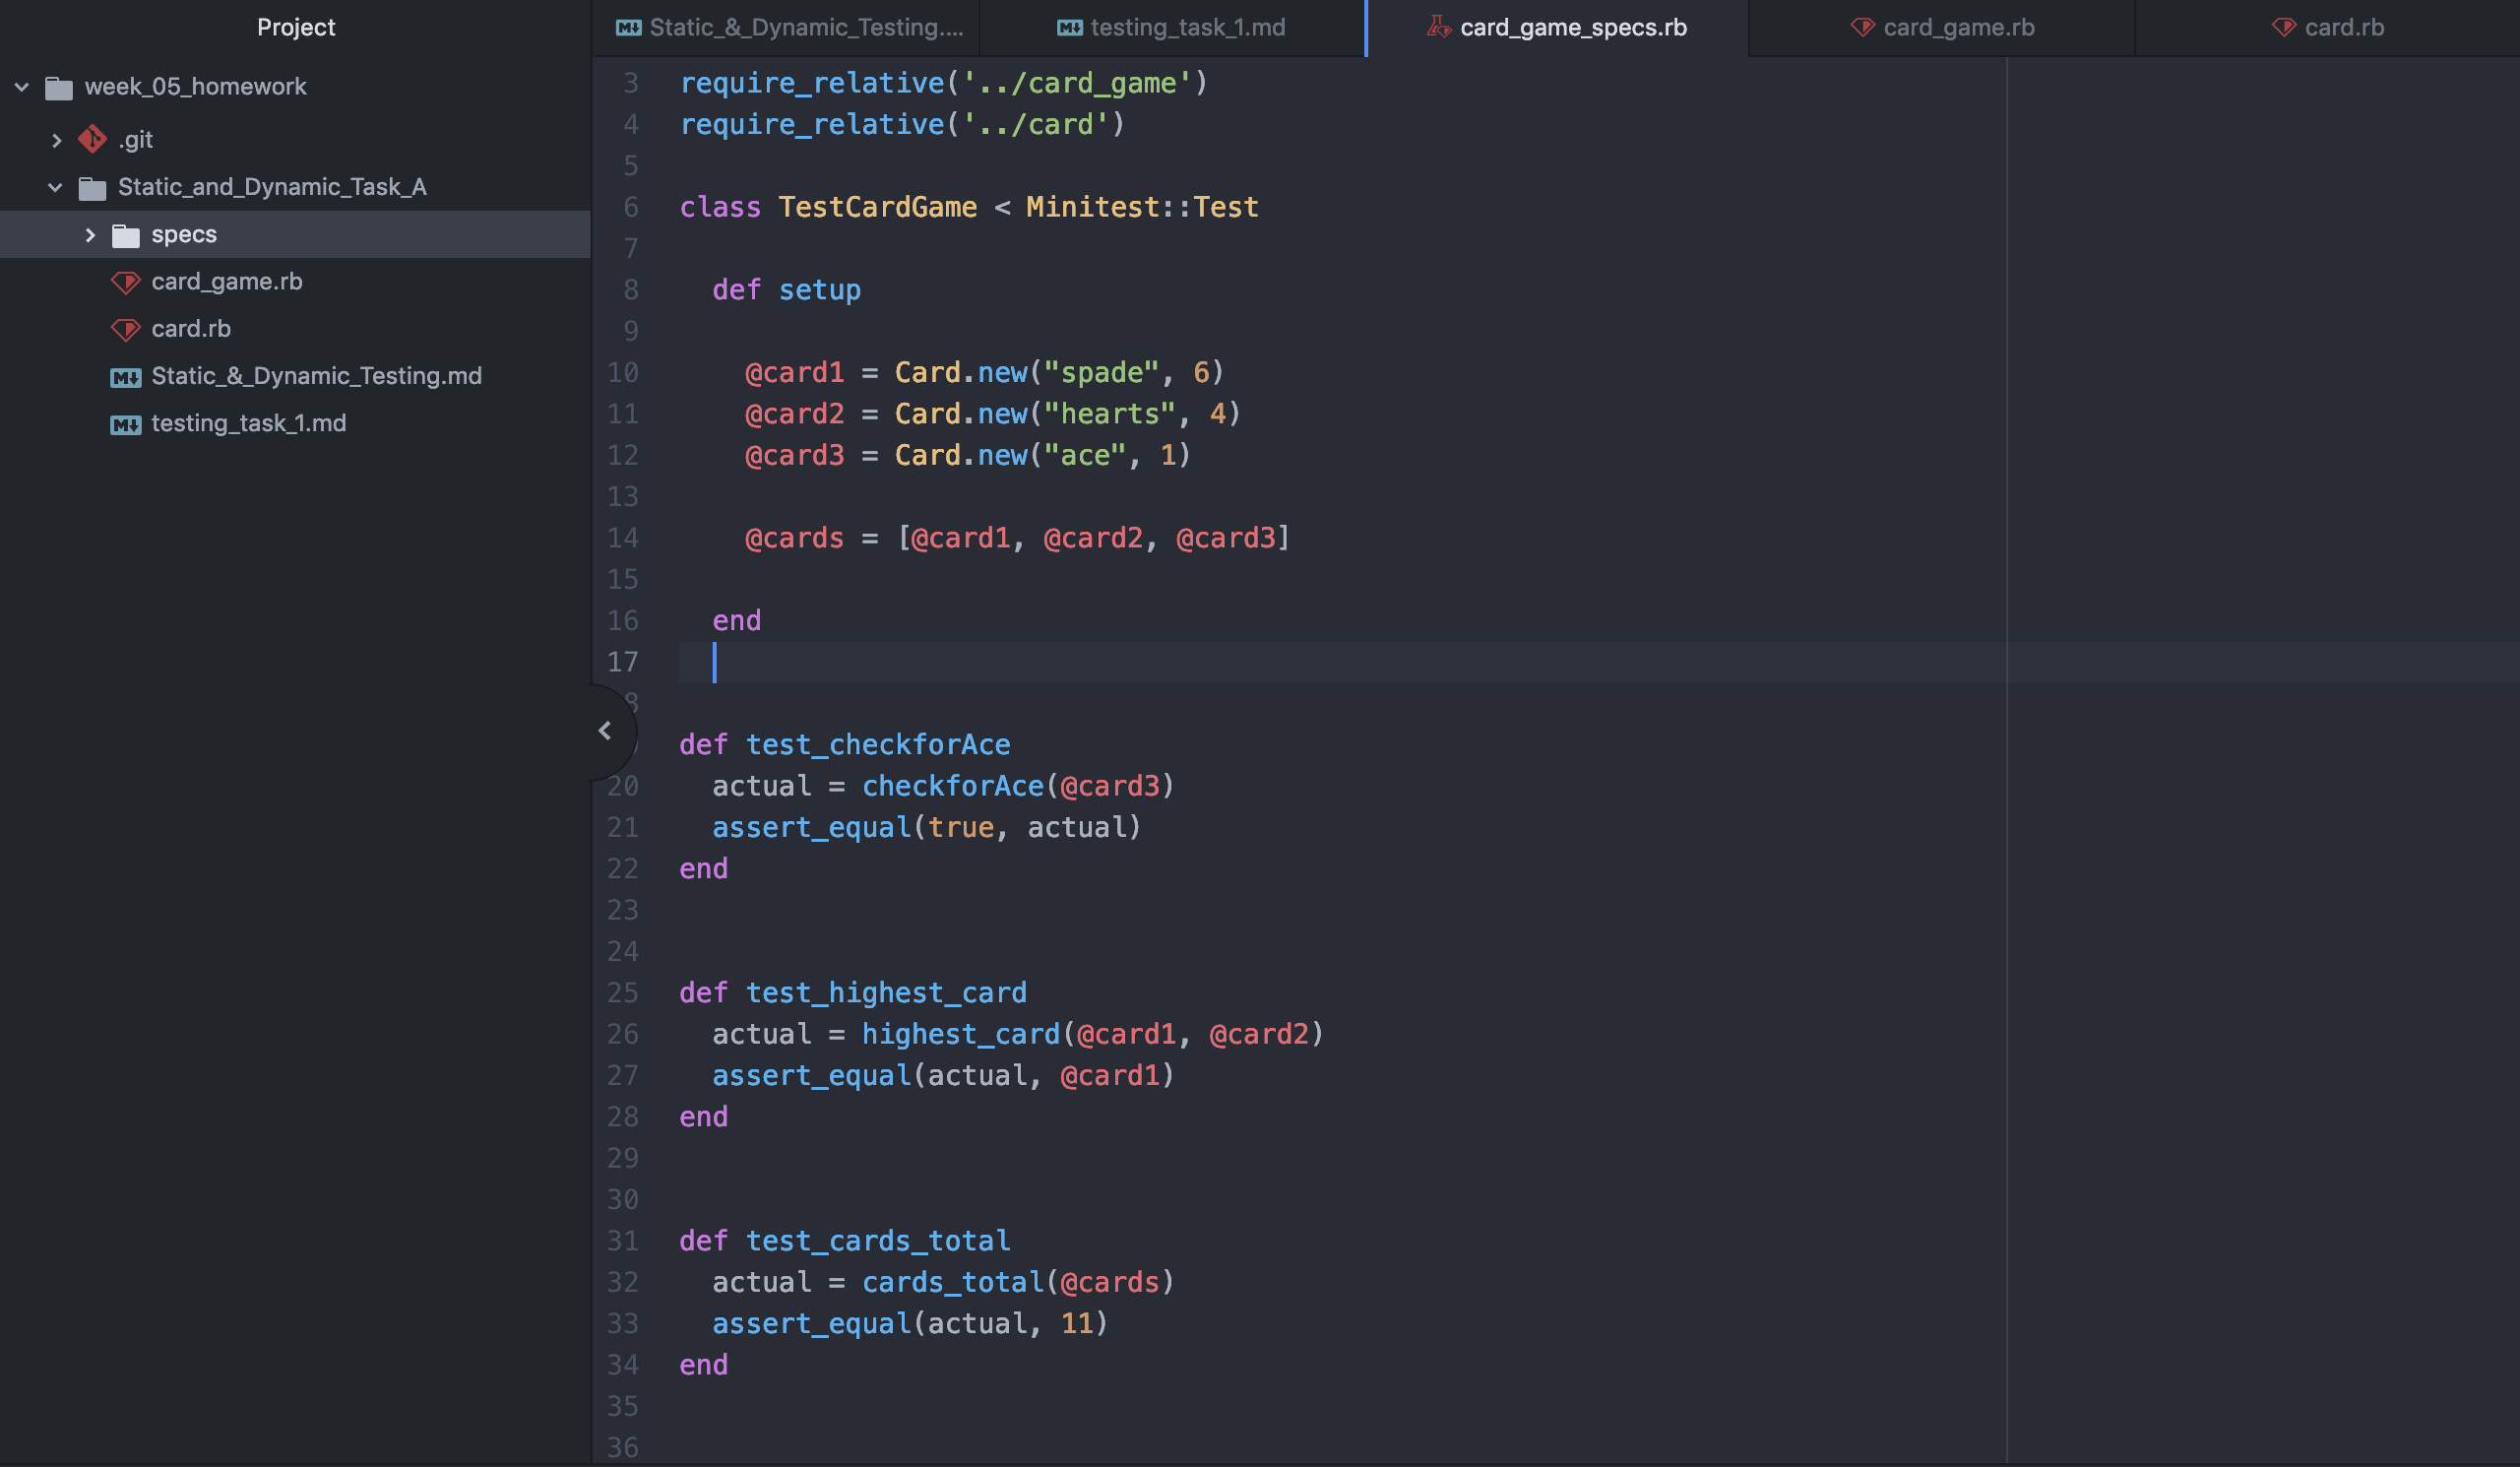 Project
week_05_homework
.git
Static_and_Dynamic_Task_A
specs
card_game.rb
card.rb
Static_&_Dynamic_Testing.md
testing_task_1.md
Static_&_Dynamic_Testing.... testing_task_1.md card_game_specs.rb card_game.rb card.rb
3 require_relative('../card_game')
4 require_relative('../card')
5
6 class TestCardGame < Minitest::Test
7
8 def setup
9
10 @card1 = Card.new("spade", 6)
11 @card2 = Card.new("hearts", 4)
12 @card3 = Card.new("ace", 1)
13
14 @cards = [@card1, @card2, @card3]
15
16 end
17
8
def test_checkforAce
20 actual = checkforAce(@card3)
21 assert_equal(true, actual)
22 end
23
24
25 def test_highest_card
26 actual = highest_card(@card1, @card2)
27 assert_equal(actual, @card1)
28 end
29
30
31 def test_cards_total
32 actual = cards_total(@cards)
33 assert_equal(actual, 11)
34 end
35
36